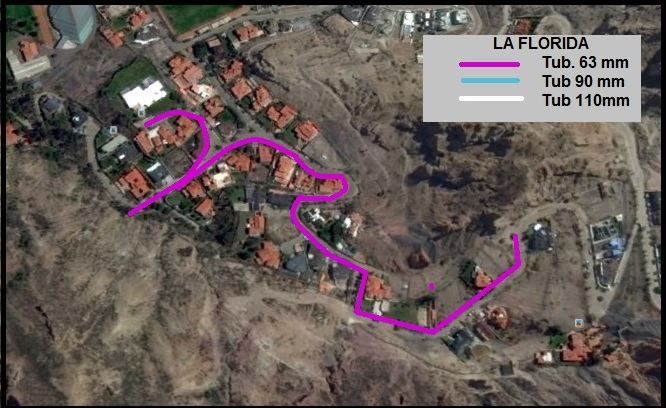 LA FLORIDA
Tub. 63 mm
Tub 90 mm
Tub 110mm